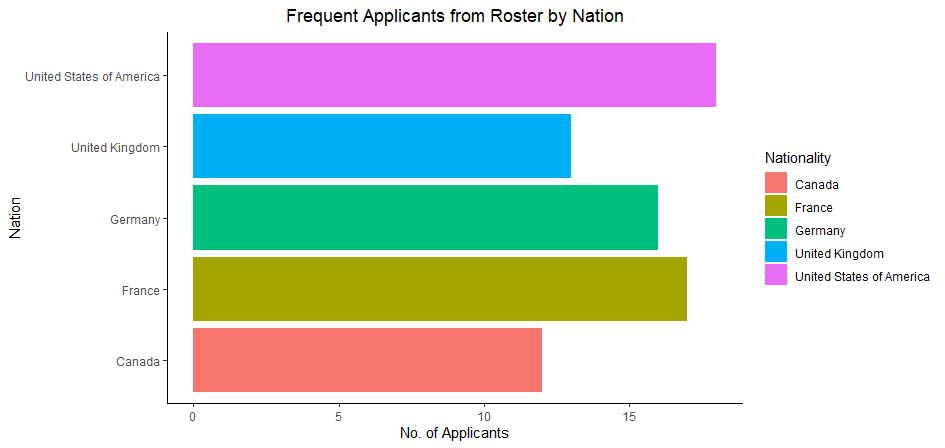 Frequent Applicants from Roster by Nation
United States of America
United Kingdom
Germany
France
Canada
Nation
0 5 10 15
No. of Applicants
Nationality
Canada
France
Germany
United Kingdom
United States of America